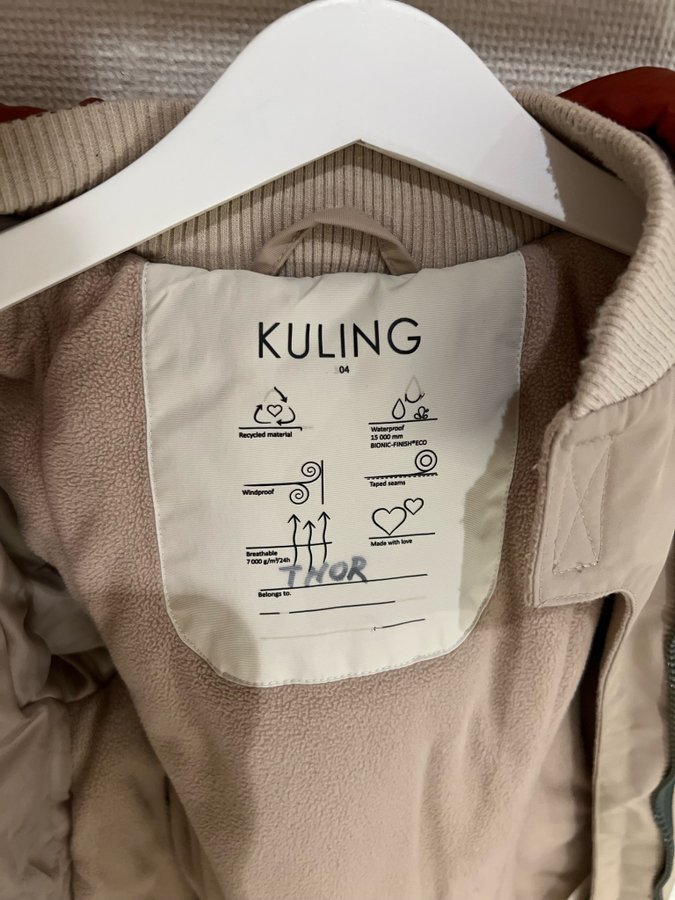 KULING
04
Recycled material
Waterproof
15 000 mm
BIONIC-FINISH®ECO
Windproof
Taped seams
Breathable
7 000 g/m²/24h
Made with love
THOR
Belongs to.